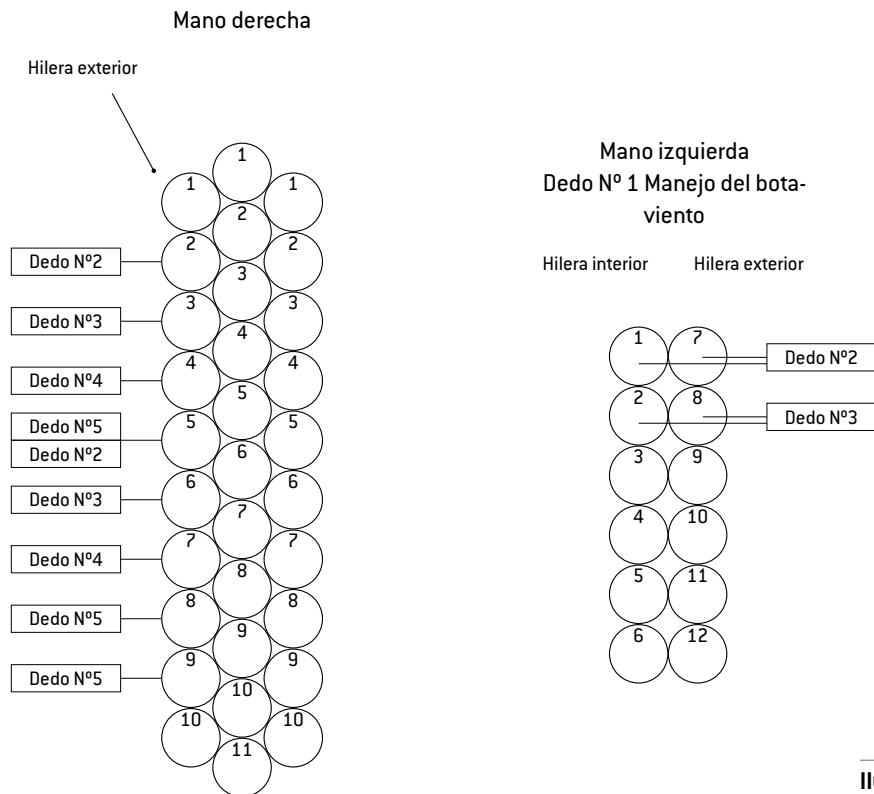 Mano derecha
Hilera exterior
1
1 1
2
2 2
3
3 3
4
4 4
5
5 5
6
6 6
7
7 7
8
8 8
9
9 9
10
10 10
11
Dedo Nº2
Dedo Nº3
Dedo Nº4
Dedo Nº5
Dedo Nº2
Dedo Nº3
Dedo Nº4
Dedo Nº5
Dedo Nº5
Mano izquierda
Dedo Nº 1 Manejo del bota-
viento
Hilera interior Hilera exterior
1 7
Dedo Nº2
2 8
Dedo Nº3
3 9
4 10
5 11
6 12